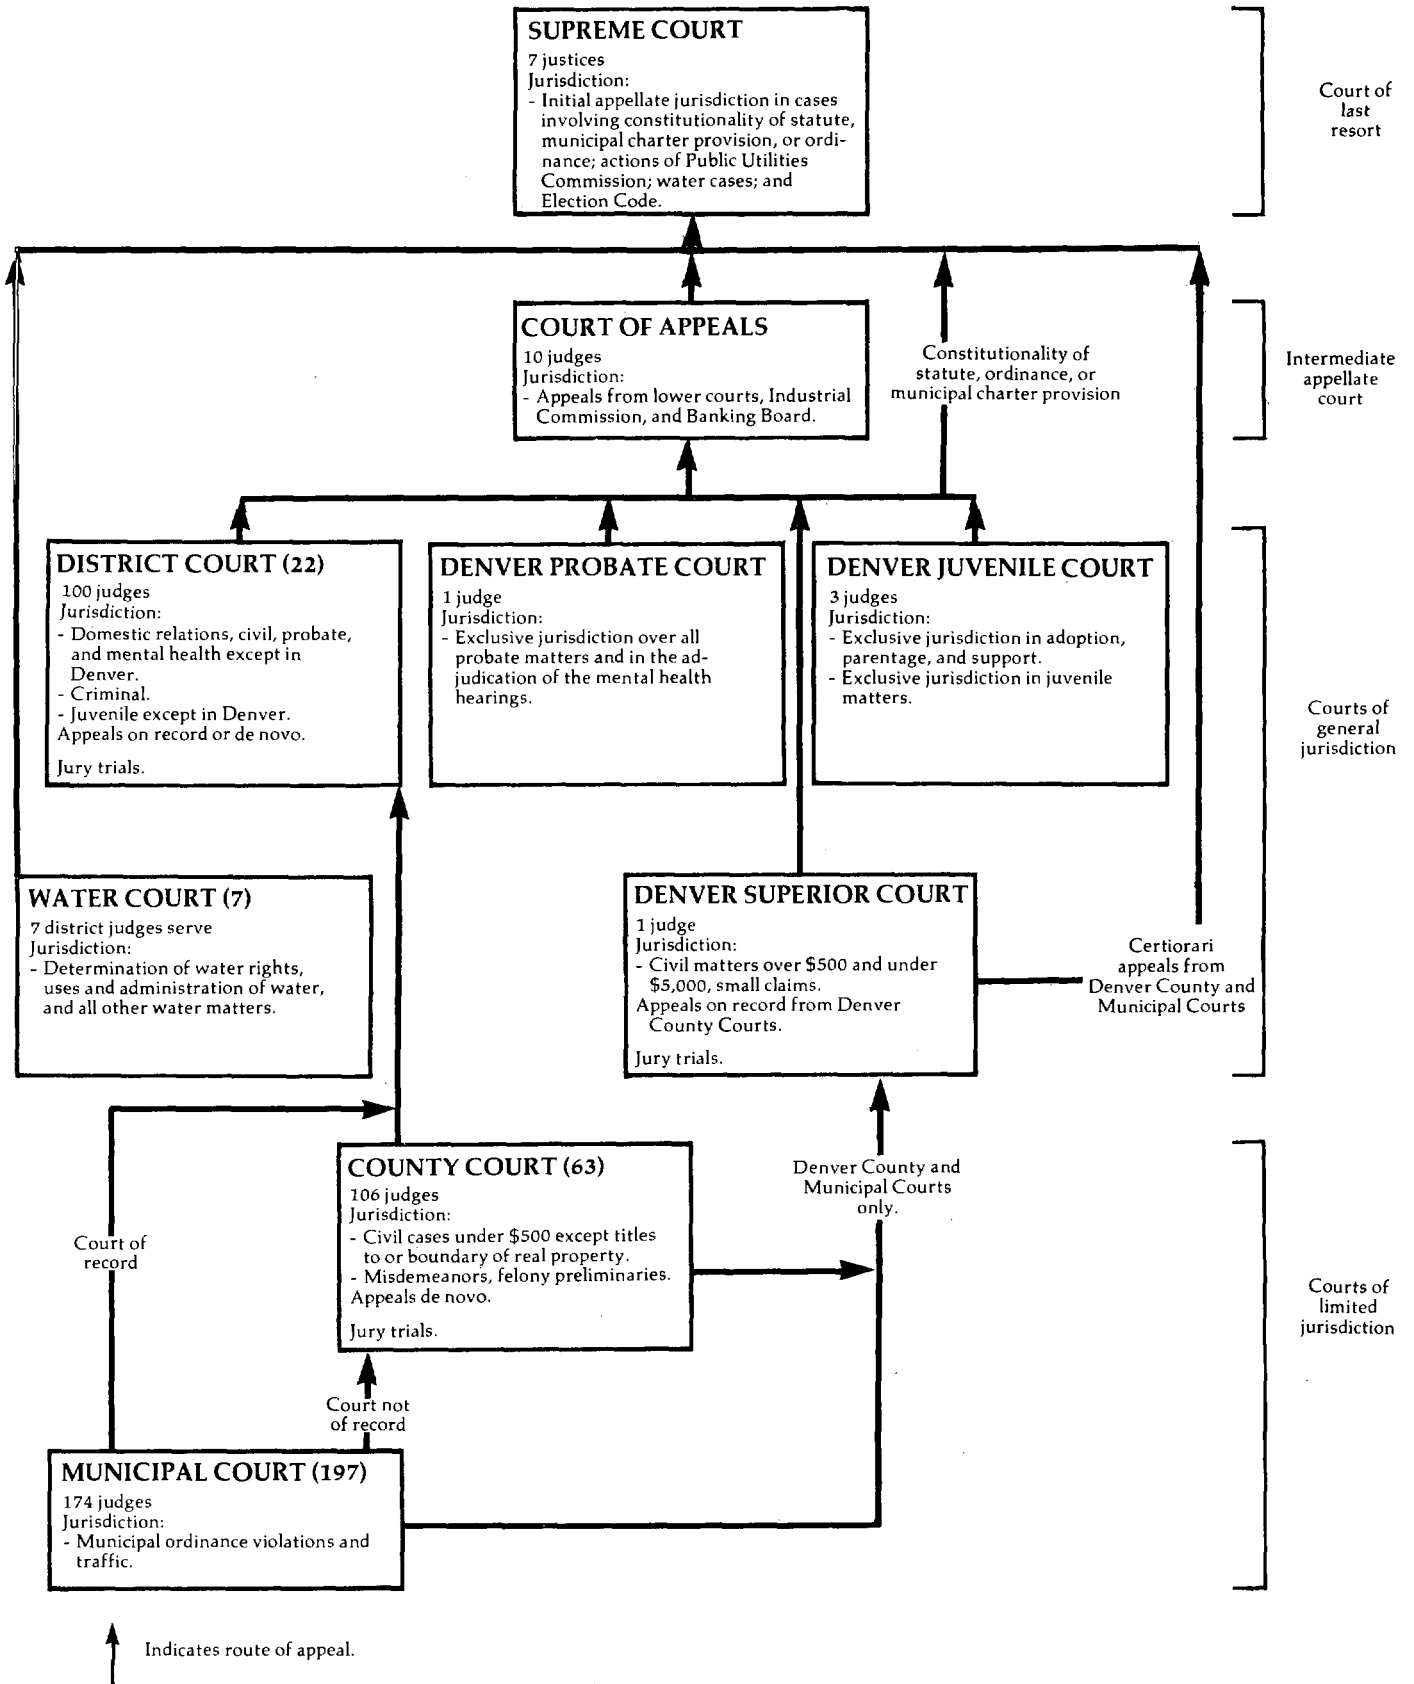 SUPREME COURT
7 justices
Jurisdiction:
- Initial appellate jurisdiction in cases
involving constitutionality of statute,
municipal charter provision, or ordi-
nance; actions of Public Utilities
Commission; water cases; and
Election Code.
Court of
last
resort
COURT OF APPEALS
10 judges
Jurisdiction:
- Appeals from lower courts, Industrial
Commission, and Banking Board.
Constitutionality of
statute, ordinance, or
municipal charter provision
Intermediate
appellate
court
DISTRICT COURT (22)
100 judges
Jurisdiction:
- Domestic relations, civil, probate,
and mental health except in
Denver.
- Criminal.
- Juvenile except in Denver.
Appeals on record or de novo.
Jury trials.
DENVER PROBATE COURT
1 judge
Jurisdiction:
- Exclusive jurisdiction over all
probate matters and in the ad-
judication of the mental health
hearings.
DENVER JUVENILE COURT
3 judges
Jurisdiction:
- Exclusive jurisdiction in adoption,
parentage, and support.
- Exclusive jurisdiction in juvenile
matters.
Courts of
general
jurisdiction
WATER COURT (7)
7 district judges serve
Jurisdiction:
- Determination of water rights,
uses and administration of water,
and all other water matters.
DENVER SUPERIOR COURT
1 judge
Jurisdiction:
- Civil matters over $500 and under
$5,000, small claims.
Appeals on record from Denver
County Courts.
Jury trials.
Certiorari
appeals from
Denver County and
Municipal Courts
COUNTY COURT (63)
106 judges
Jurisdiction:
- Civil cases under $500 except titles
to or boundary of real property.
- Misdemeanors, felony preliminaries.
Appeals de novo.
Jury trials.
Denver County and
Municipal Courts
only.
Court of
record
Courts of
limited
jurisdiction
Court not
of record
MUNICIPAL COURT (197)
174 judges
Jurisdiction:
- Municipal ordinance violations and
traffic.
Indicates route of appeal.